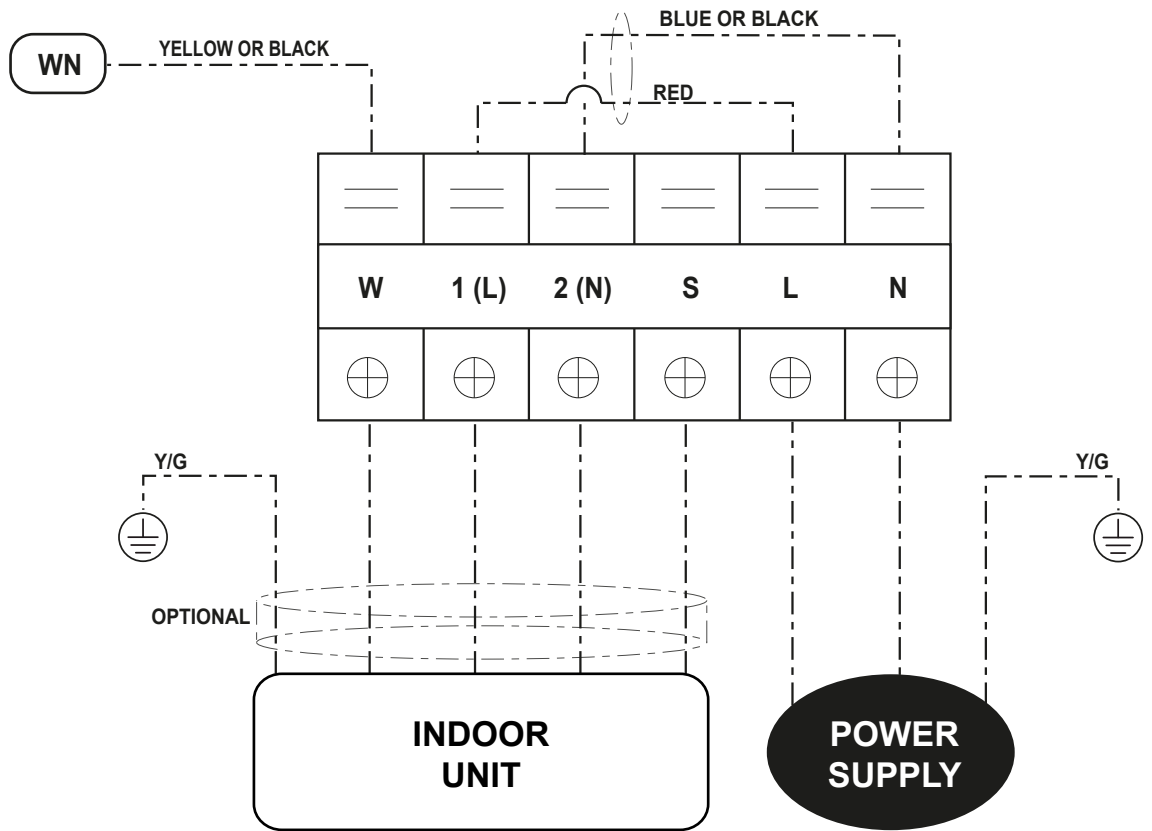 BLUE OR BLACK
YELLOW OR BLACK
WN
RED
W 1 (L) 2 (N) S L N
Y/G
Y/G
OPTIONAL
INDOOR
UNIT
POWER
SUPPLY